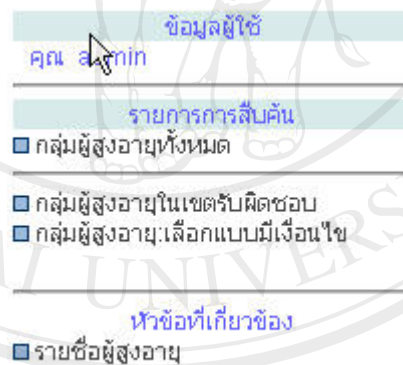 ข้อมูลผู้ใช้
คุณ admin
รายการการสืบค้น
กลุ่มผู้สูงอายุทั้งหมด
กลุ่มผู้สูงอายุในเขตรับผิดชอบ
กลุ่มผู้สูงอายุ:เลือกแบบมีเงื่อนไข
หัวข้อที่เกี่ยวข้อง
รายชื่อผู้สูงอายุ